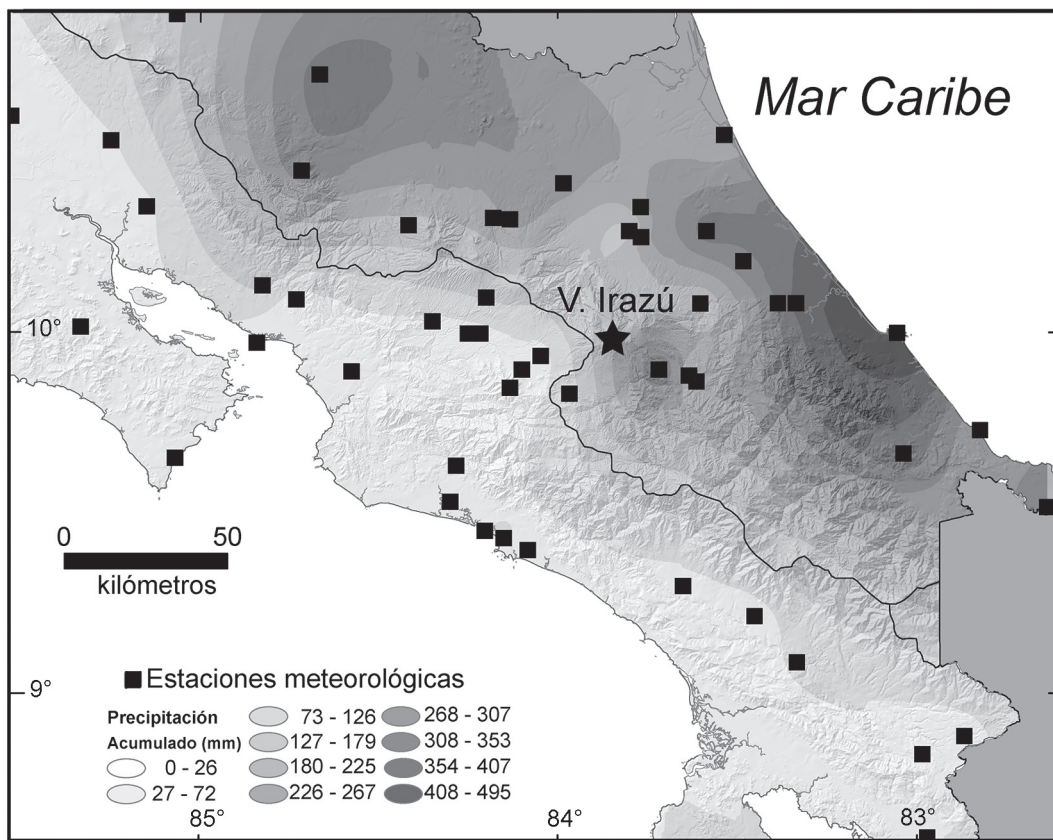 Mar Caribe
V. Irazú
10°
0 50
kilómetros
9°
Estaciones meteorológicas
Precipitación
Acumulado (mm)
0 - 26
27 - 72
73 - 126
127 - 179
180 - 225
226 - 267
268 - 307
308 - 353
354 - 407
408 - 495
85° 84° 83°